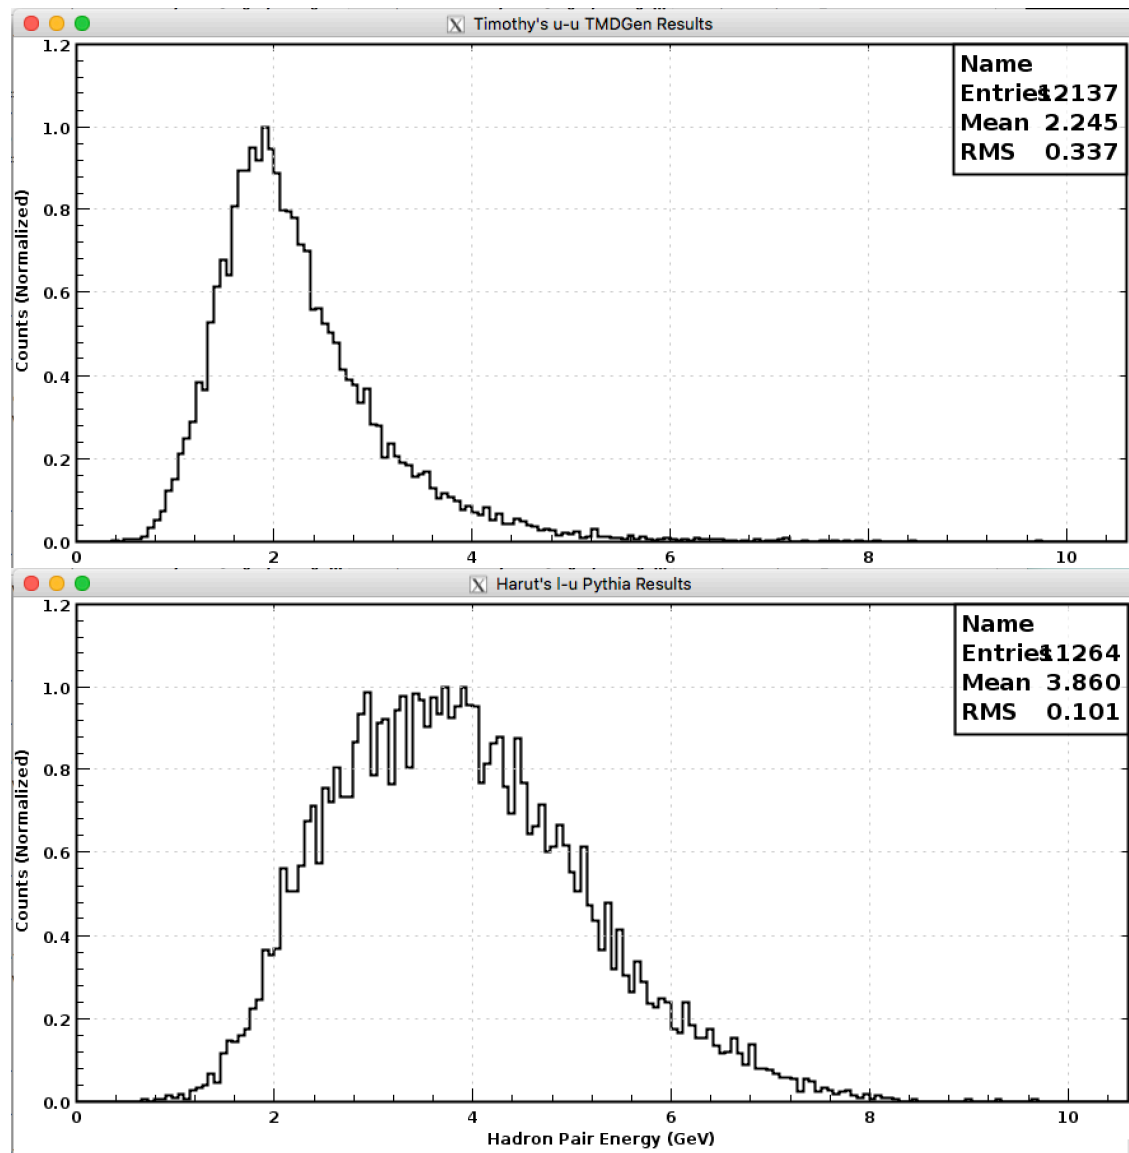 Timothy's u-u TMDGen Results
1.2
1.0
0.8
0.6
0.4
0.2
0.0
Counts (Normalized)
Name
Entries 12137
Mean 2.245
RMS 0.337
2 4 6 8 10
Harut's l-u Pythia Results
1.2
1.0
0.8
0.6
0.4
0.2
0.0
Counts (Normalized)
Name
Entries 11264
Mean 3.860
RMS 0.101
0 2 4 6 8 10
Hadron Pair Energy (GeV)